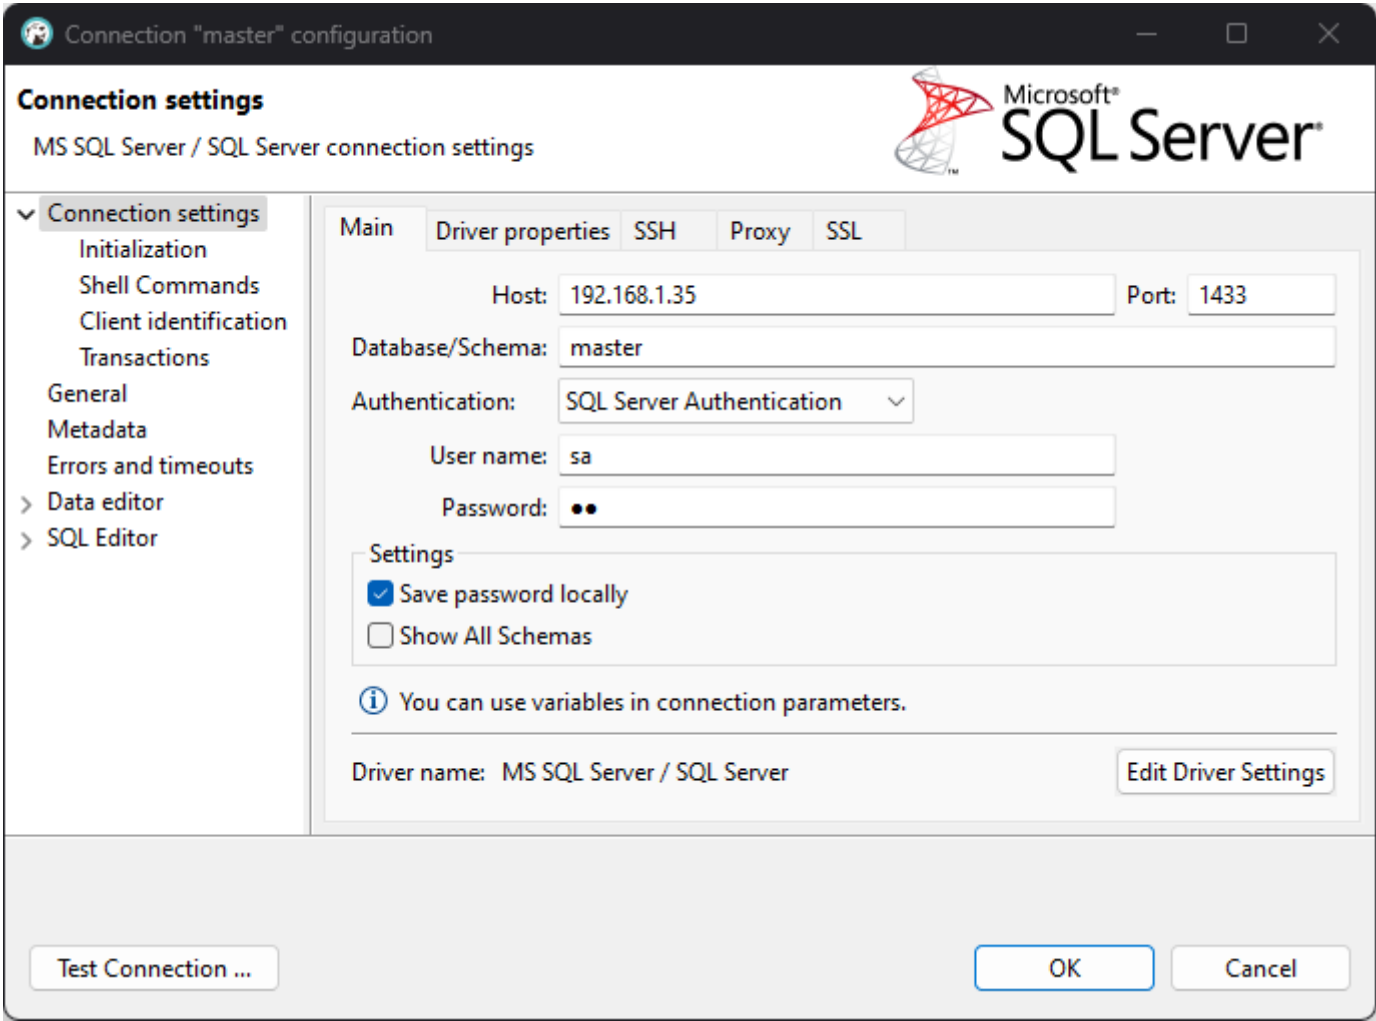 Connection "master" configuration
Connection settings
MS SQL Server / SQL Server connection settings
Microsoft®
SQL Server®
™
Connection settings
Initialization
Shell Commands
Client identification
Transactions
General
Metadata
Errors and timeouts
Data editor
SQL Editor
Main Driver properties SSH Proxy SSL
Host: 192.168.1.35 Port: 1433
Database/Schema: master
Authentication: SQL Server Authentication
User name: sa
Password: ●●
Settings
Save password locally
Show All Schemas
You can use variables in connection parameters.
Driver name: MS SQL Server / SQL Server Edit Driver Settings
Test Connection ... OK Cancel